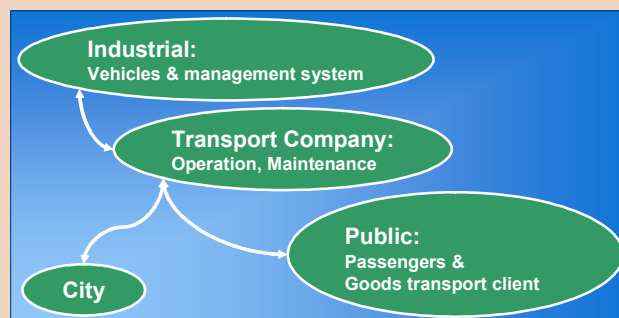 Industrial:
Vehicles & management system
Transport Company:
Operation, Maintenance
Public:
Passengers &
Goods transport client
City